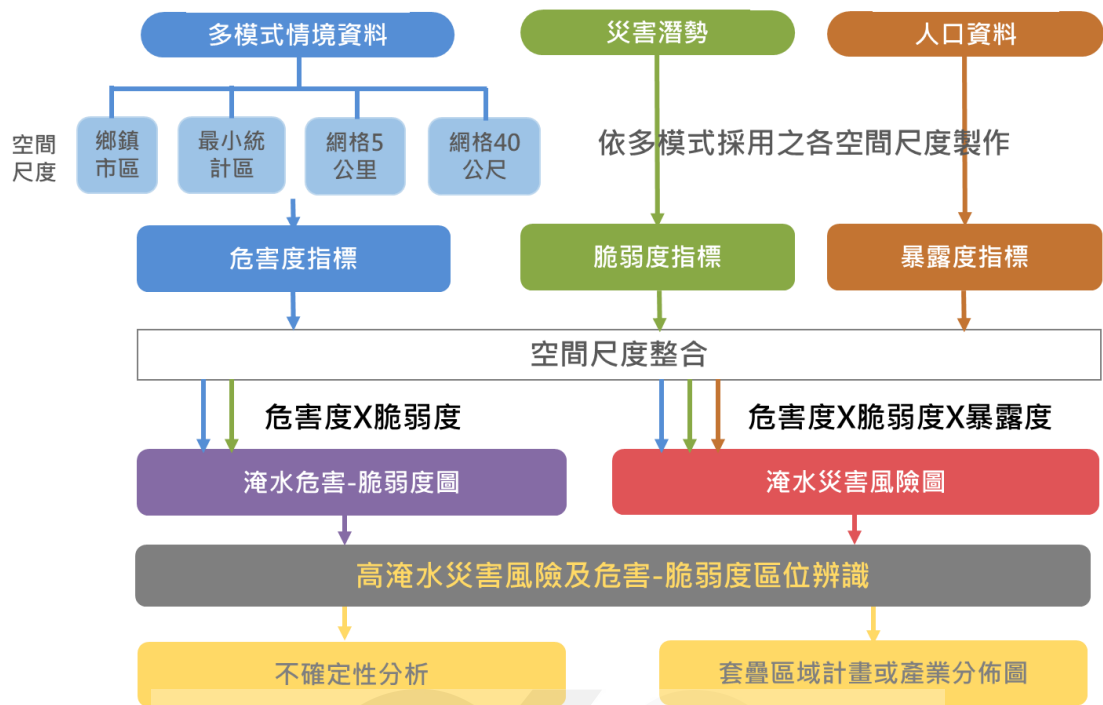 多模式情境資料
災害潛勢
人口資料
空間
尺度
鄉鎮
市區
最小統
計區
網格5
公里
網格40
公尺
依多模式採用之各空間尺度製作
危害度指標
脆弱度指標
暴露度指標
空間尺度整合
危害度X脆弱度
危害度X脆弱度X暴露度
淹水危害-脆弱度圖
淹水災害風險圖
高淹水災害風險及危害-脆弱度區位辨識
不確定性分析
套疊區域計畫或產業分佈圖